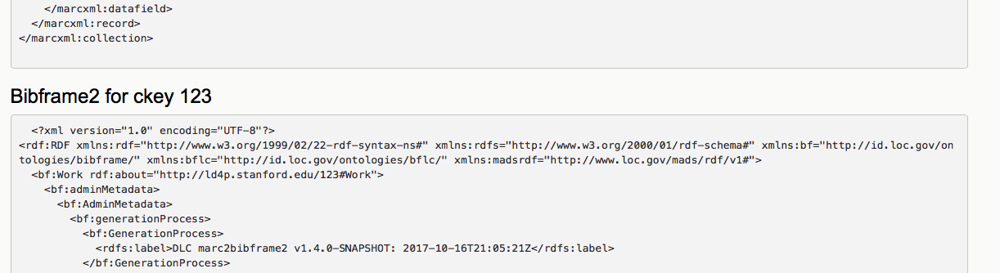 </marcxml:datafield>
</marcxml:record>
</marcxml:collection>
Bibframe2 for ckey 123
<?xml version="1.0" encoding="UTF-8"?>
<rdf:RDF xmlns:rdf="http://www.w3.org/1999/02/22-rdf-syntax-ns#" xmlns:rdfs="http://www.w3.org/2000/01/rdf-schema#" xmlns:bf="http://id.loc.gov/on
tologies/bibframe/" xmlns:bflc="http://id.loc.gov/ontologies/bflc/" xmlns:madsrdf="http://www.loc.gov/mads/rdf/v1#">
<bf:Work rdf:about="http://ld4p.stanford.edu/123#Work">
<bf:adminMetadata>
<bf:AdminMetadata>
<bf:generationProcess>
<bf:GenerationProcess>
<rdfs:label>DLC marc2bibframe2 v1.4.0-SNAPSHOT: 2017-10-16T21:05:21Z</rdfs:label>
</bf:GenerationProcess>